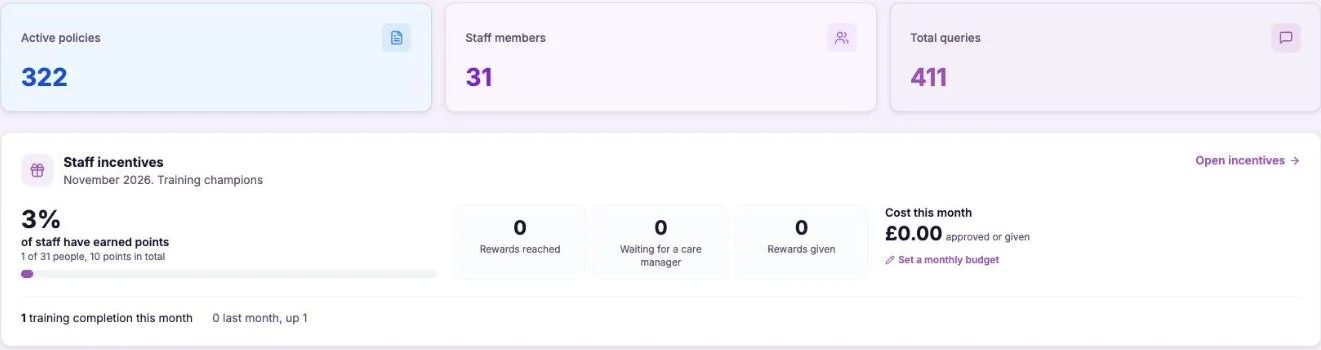 Active policies
322
Staff members
31
Total queries
411
Staff incentives
November 2026. Training champions
Open incentives →
3%
of staff have earned points
1 of 31 people, 10 points in total
0
Rewards reached
0
Waiting for a care
manager
0
Rewards given
Cost this month
£0.00 approved or given
Set a monthly budget
1 training completion this month
0 last month, up 1